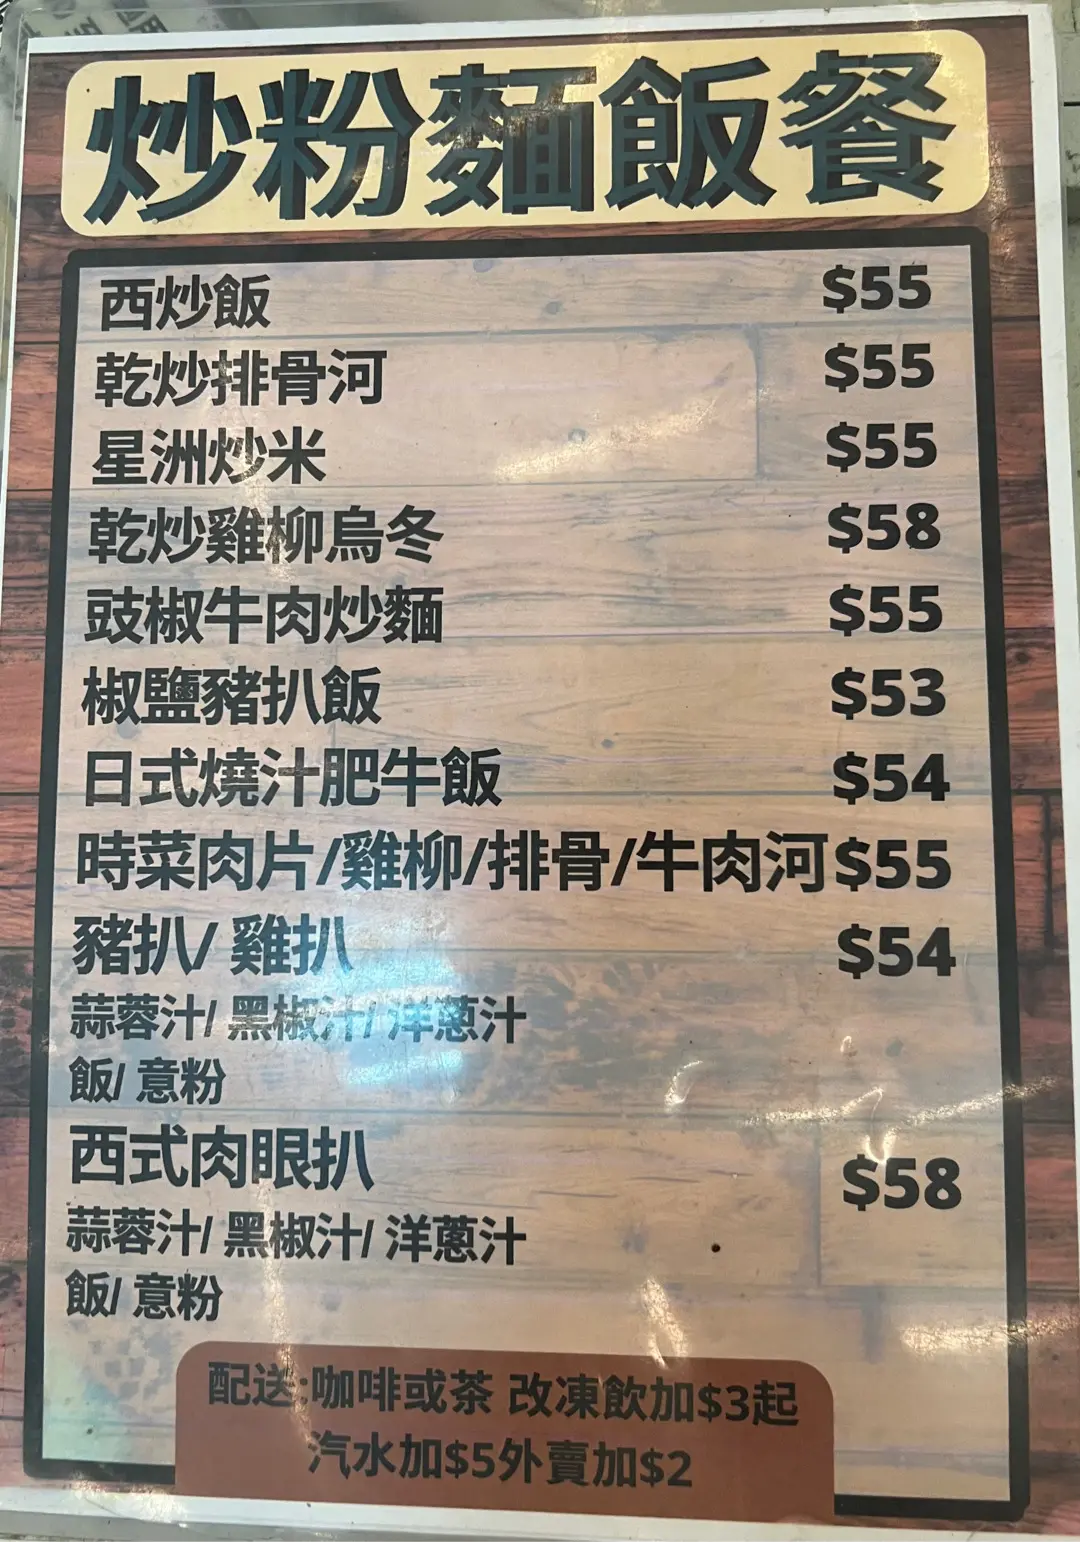 炒粉麵飯餐
西炒飯 $55
乾炒排骨河 $55
星洲炒米 $55
乾炒雞柳烏冬 $58
豉椒牛肉炒麵 $55
椒鹽豬扒飯 $53
日式燒汁肥牛飯 $54
時菜肉片/雞柳/排骨/牛肉河 $55
豬扒/ 雞扒 $54
蒜蓉汁/ 黑椒汁/ 洋蔥汁
飯/ 意粉
西式肉眼扒 $58
蒜蓉汁/ 黑椒汁/ 洋蔥汁
飯/ 意粉
配送:咖啡或茶 改凍飲加$3起
汽水加$5外賣加$2